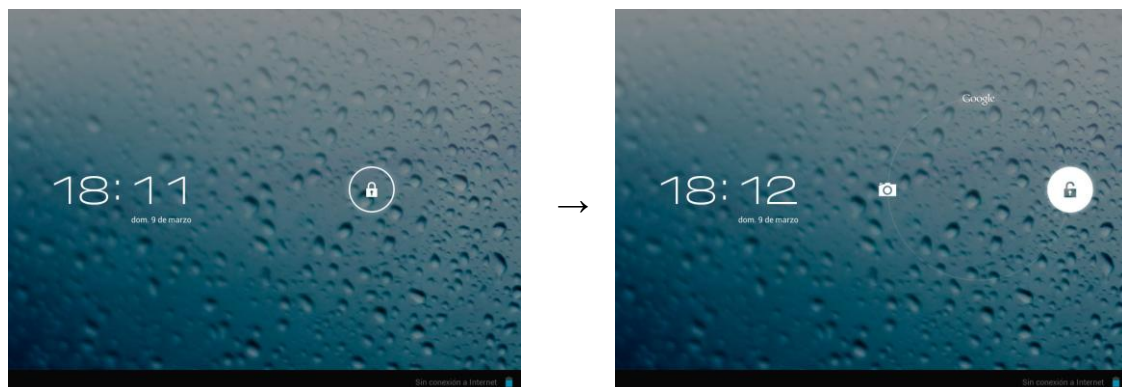 18:11
dom. 9 de marzo
Sin conexión a Internet
→
Google
18:12
dom. 9 de marzo
Sin conexión a Internet